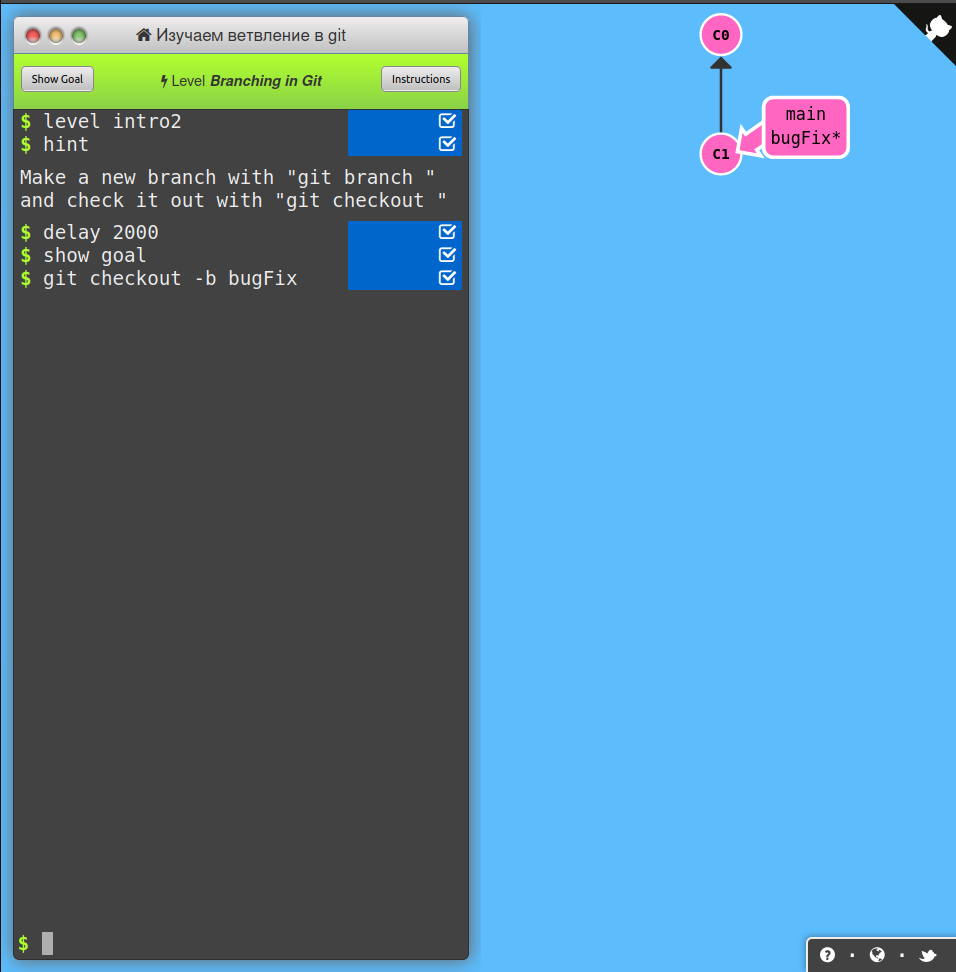 Изучаем ветвление в git
Show Goal
Level Branching in Git
Instructions
$ level intro2
$ hint
Make a new branch with "git branch "
and check it out with "git checkout "
$ delay 2000
$ show goal
$ git checkout -b bugFix
$
C0
main
bugFix*
C1